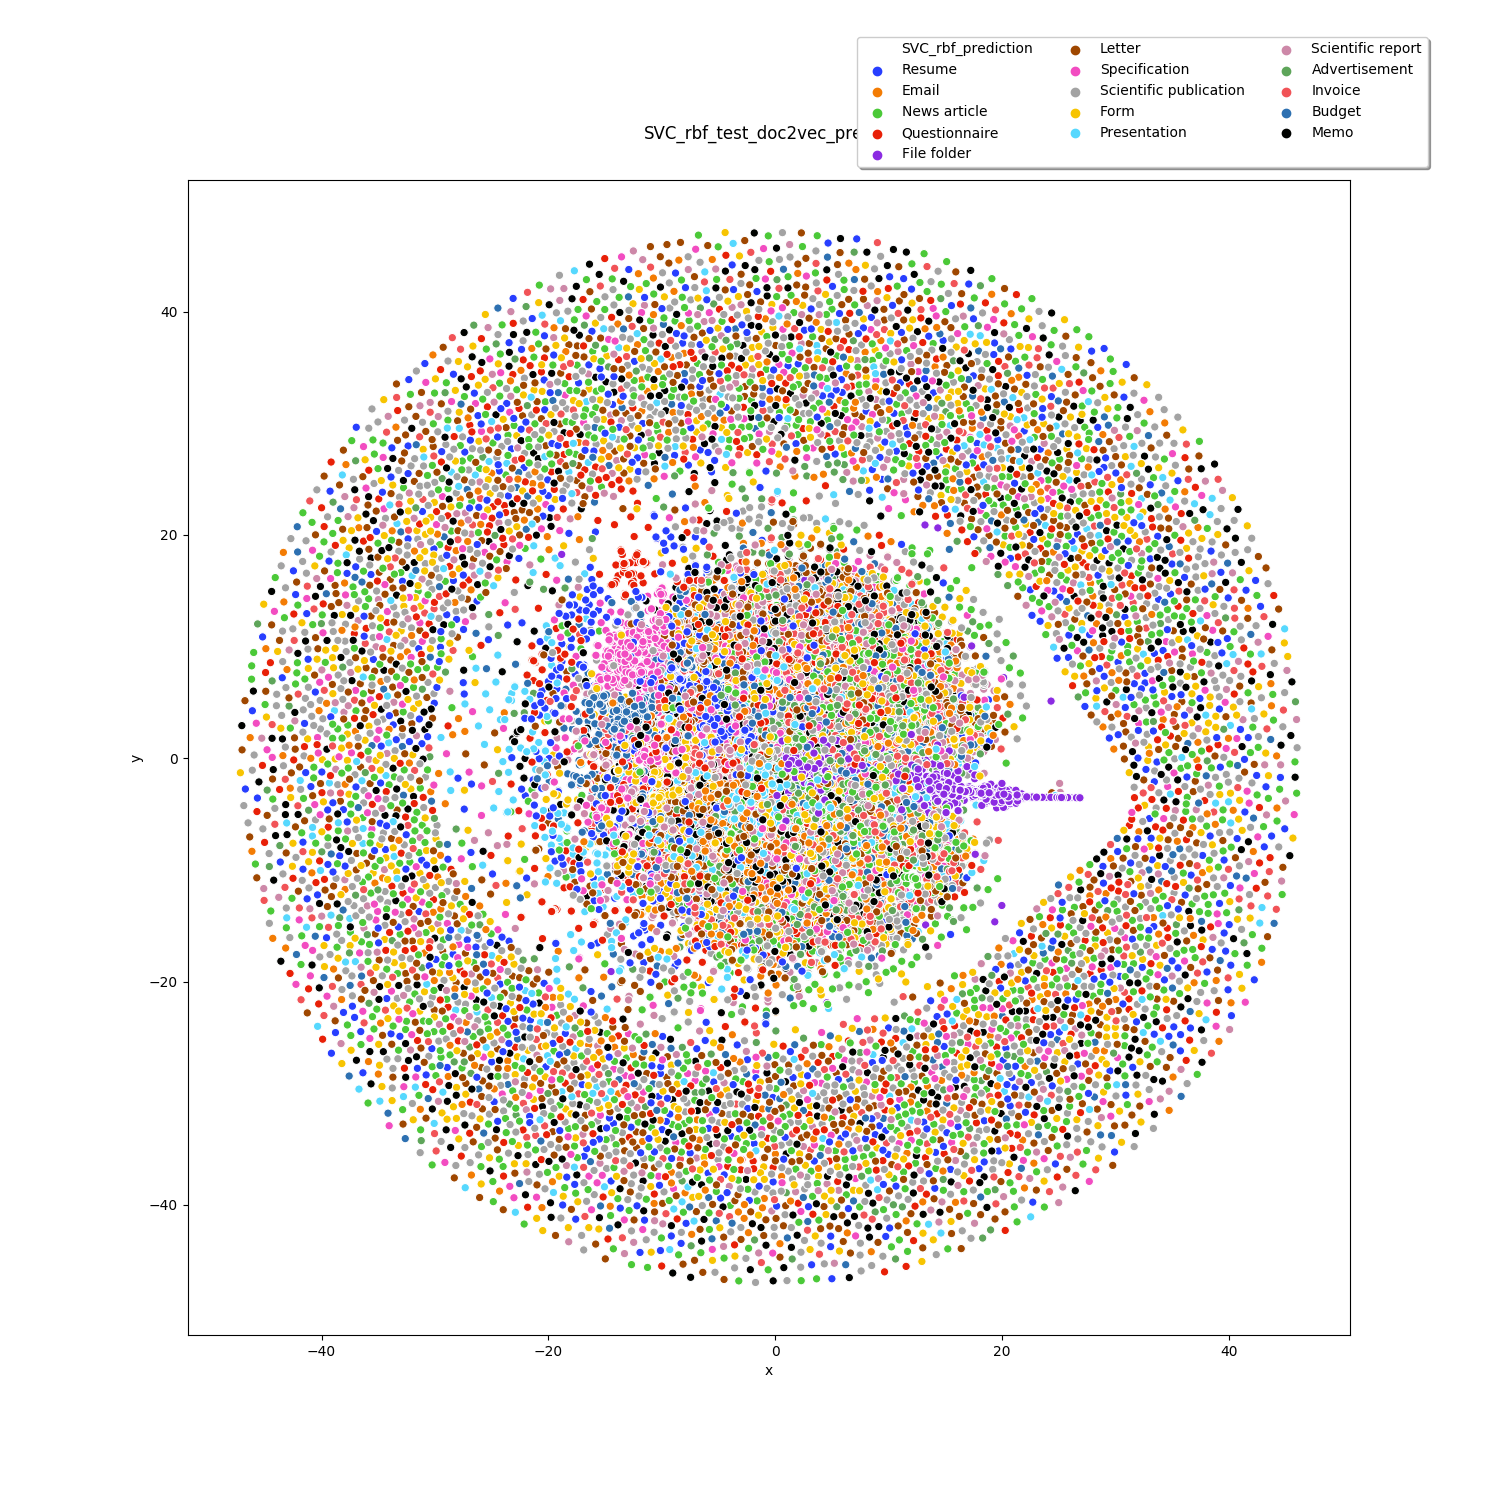 SVC_rbf_prediction
Resume
Email
News article
Questionnaire
File folder
Letter
Specification
Scientific publication
Form
Presentation
Scientific report
Advertisement
Invoice
Budget
Memo
SVC_rbf_test_doc2vec_pre
40
20
0
−20
−40
y
−40 −20 0 20 40
x